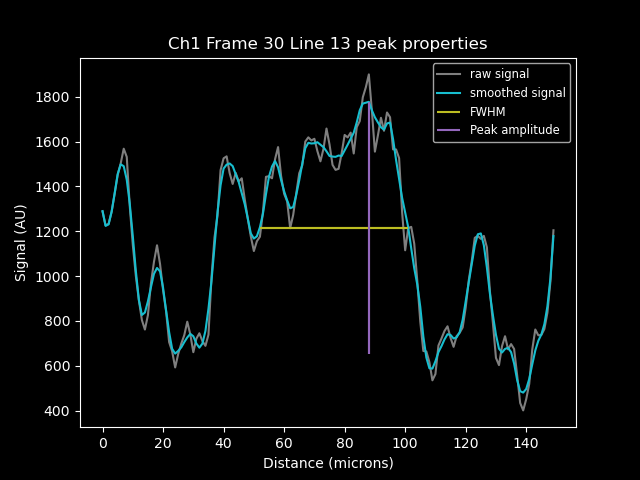 Ch1 Frame 30 Line 13 peak properties
raw signal
smoothed signal
FWHM
Peak amplitude
Signal (AU)
1800
1600
1400
1200
1000
800
600
400
0 20 40 60 80 100 120 140
Distance (microns)